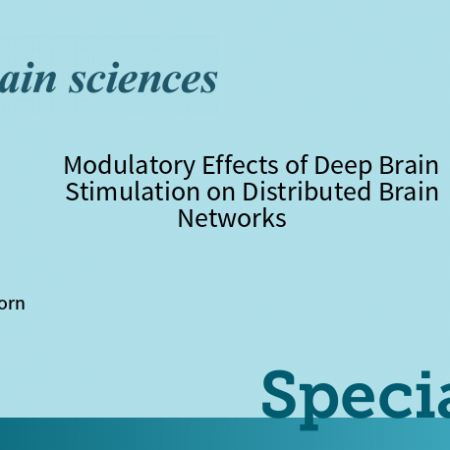 ain sciences
Modulatory Effects of Deep Brain
Stimulation on Distributed Brain
Networks
orn
Specia